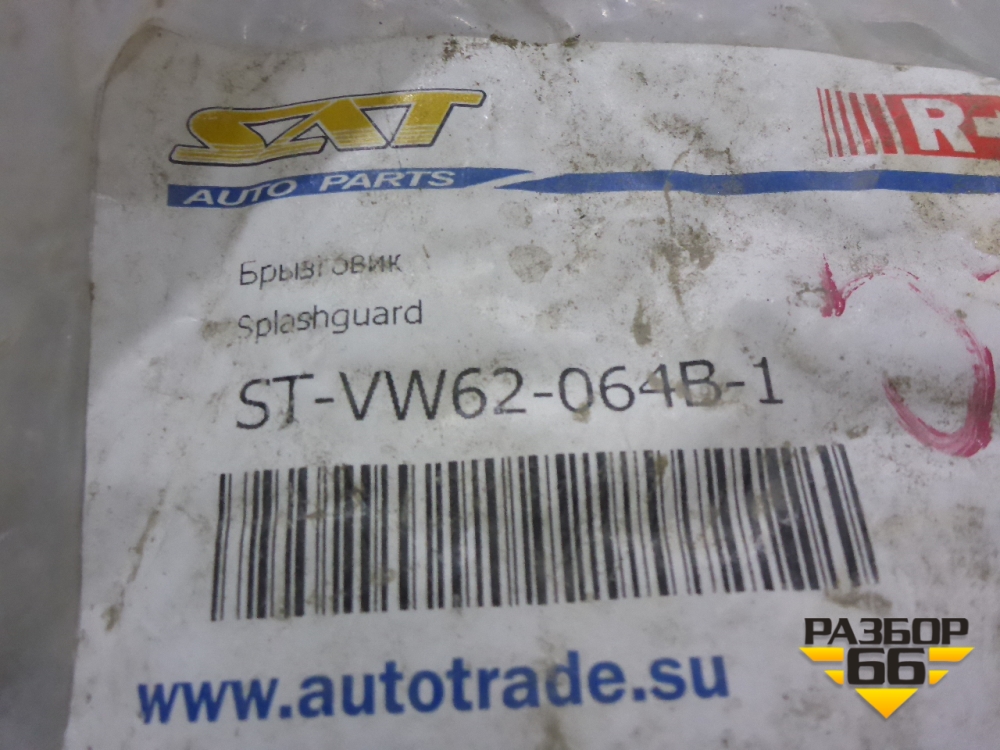 SAT
R-
AUTO PARTS
Брызговик
Splashguard
ST-VW62-064B-1
www.autotrade.su
РАЗБОР
66